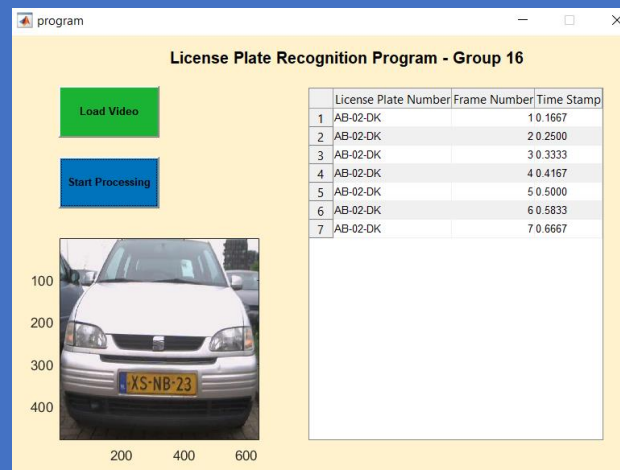 program
License Plate Recognition Program - Group 16
Load Video
Start Processing
License Plate Number Frame Number Time Stamp
1 AB-02-DK 1 0.1667
2 AB-02-DK 2 0.2500
3 AB-02-DK 3 0.3333
4 AB-02-DK 4 0.4167
5 AB-02-DK 5 0.5000
6 AB-02-DK 6 0.5833
7 AB-02-DK 7 0.6667
100
200
300
400
XS-NB-23
200 400 600